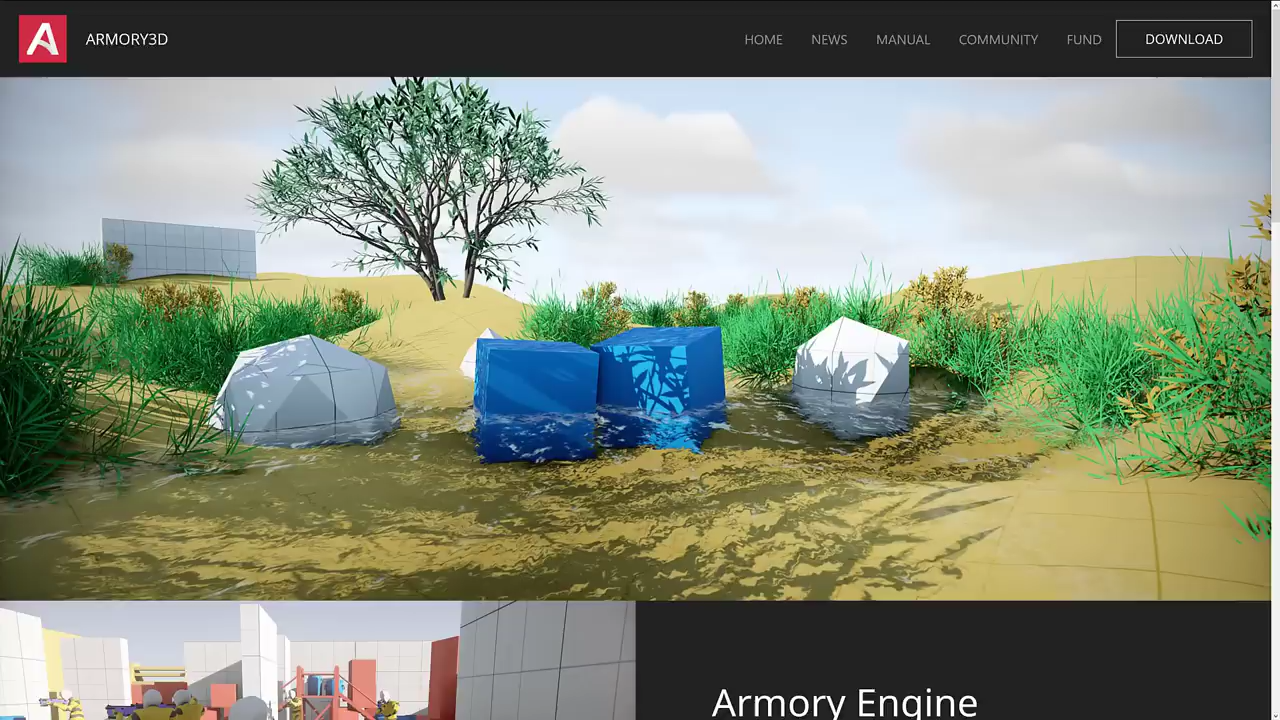 ARMORY3D
HOME NEWS MANUAL COMMUNITY FUND DOWNLOAD
Armory Engine